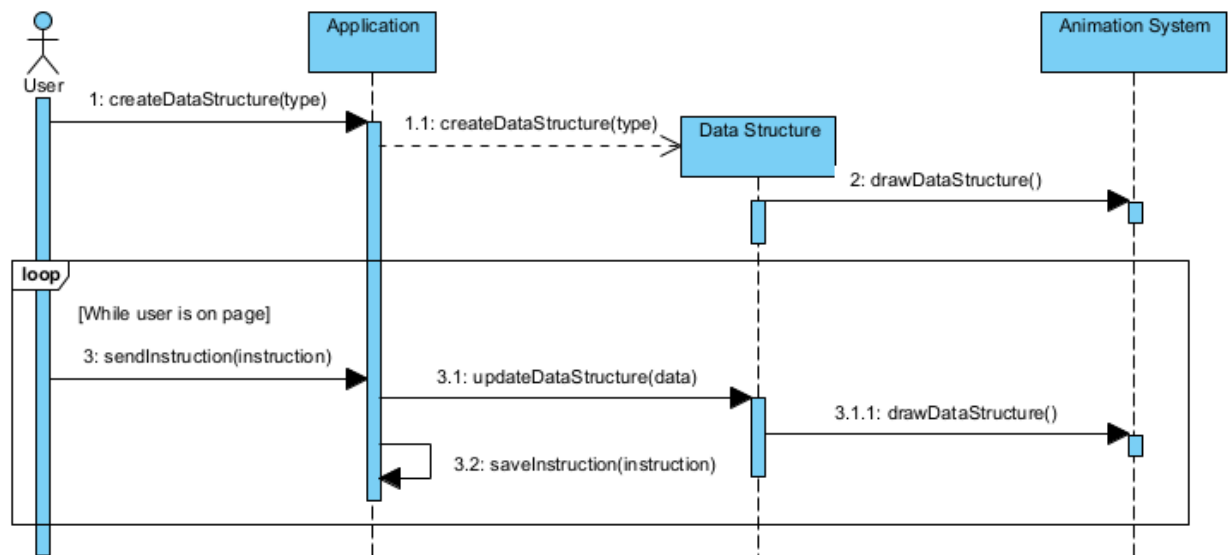 Application
Animation System
User
1: createDataStructure(type)
1.1: createDataStructure(type)
Data Structure
2: drawDataStructure()
loop
[While user is on page]
3: sendInstruction(instruction)
3.1: updateDataStructure(data)
3.1.1: drawDataStructure()
3.2: saveInstruction(instruction)